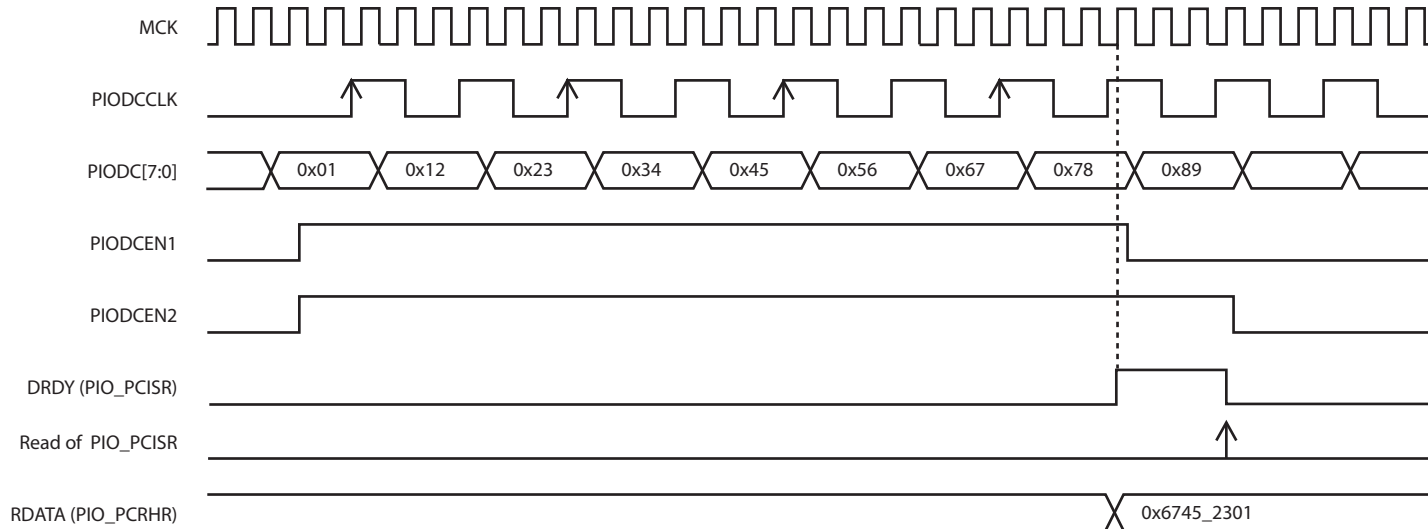 MCK
PIODCCLK
PIODC[7:0] 0x01 0x12 0x23 0x34 0x45 0x56 0x67 0x78 0x89
PIODCEN1
PIODCEN2
DRDY (PIO_PCISR)
Read of PIO_PCISR
RDATA (PIO_PCRHR) 0x6745_2301